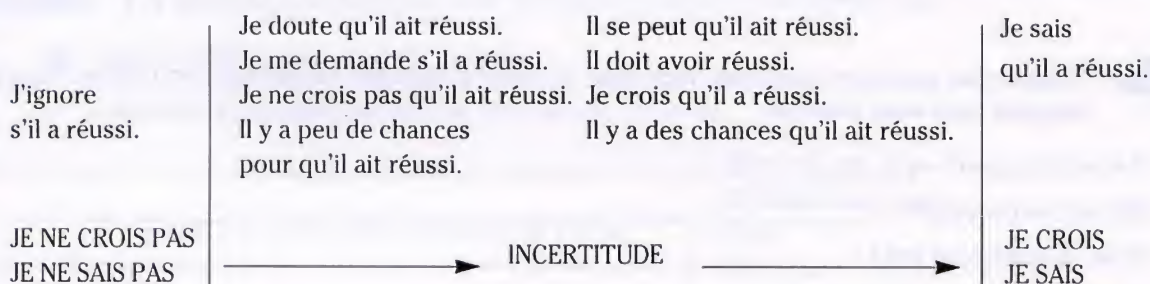 J'ignore
s'il a réussi.
Je doute qu'il ait réussi.
Je me demande s'il a réussi.
Je ne crois pas qu'il ait réussi.
Il y a peu de chances
pour qu'il ait réussi.
Il se peut qu'il ait réussi.
Il doit avoir réussi.
Je crois qu'il a réussi.
Il y a des chances qu'il ait réussi.
Je sais
qu'il a réussi.
JE NE CROIS PAS
JE NE SAIS PAS
INCERTITUDE
JE CROIS
JE SAIS